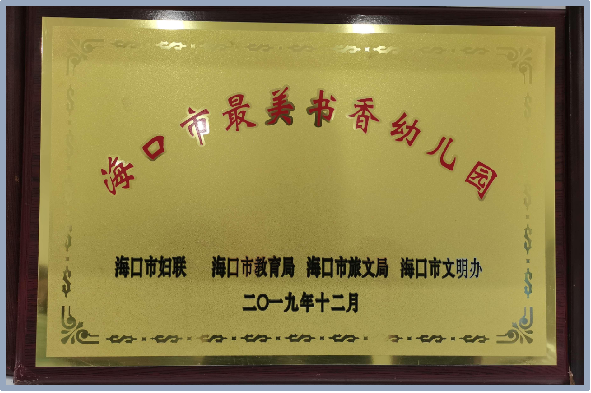 海口市最美书香幼儿园
海口市妇联 海口市教育局 海口市旅文局 海口市文明办
二〇一九年十二月